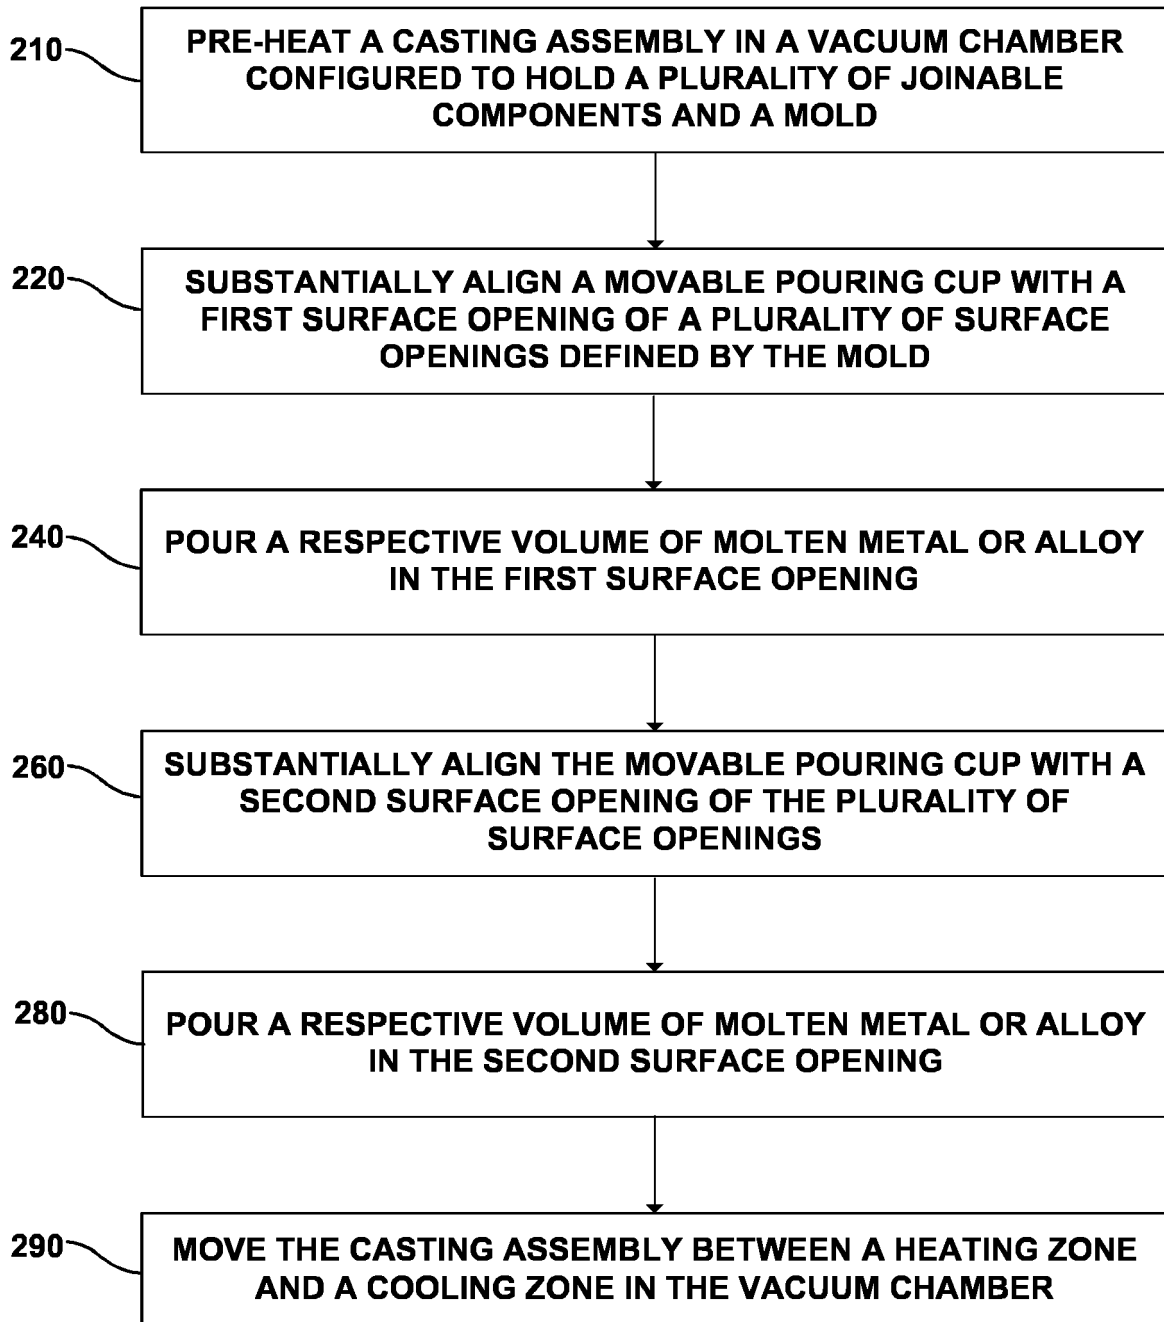 210
PRE-HEAT A CASTING ASSEMBLY IN A VACUUM CHAMBER
CONFIGURED TO HOLD A PLURALITY OF JOINABLE
COMPONENTS AND A MOLD
220
SUBSTANTIALLY ALIGN A MOVABLE POURING CUP WITH A
FIRST SURFACE OPENING OF A PLURALITY OF SURFACE
OPENINGS DEFINED BY THE MOLD
240
POUR A RESPECTIVE VOLUME OF MOLTEN METAL OR ALLOY
IN THE FIRST SURFACE OPENING
260
SUBSTANTIALLY ALIGN THE MOVABLE POURING CUP WITH A
SECOND SURFACE OPENING OF THE PLURALITY OF
SURFACE OPENINGS
280
POUR A RESPECTIVE VOLUME OF MOLTEN METAL OR ALLOY
IN THE SECOND SURFACE OPENING
290
MOVE THE CASTING ASSEMBLY BETWEEN A HEATING ZONE
AND A COOLING ZONE IN THE VACUUM CHAMBER